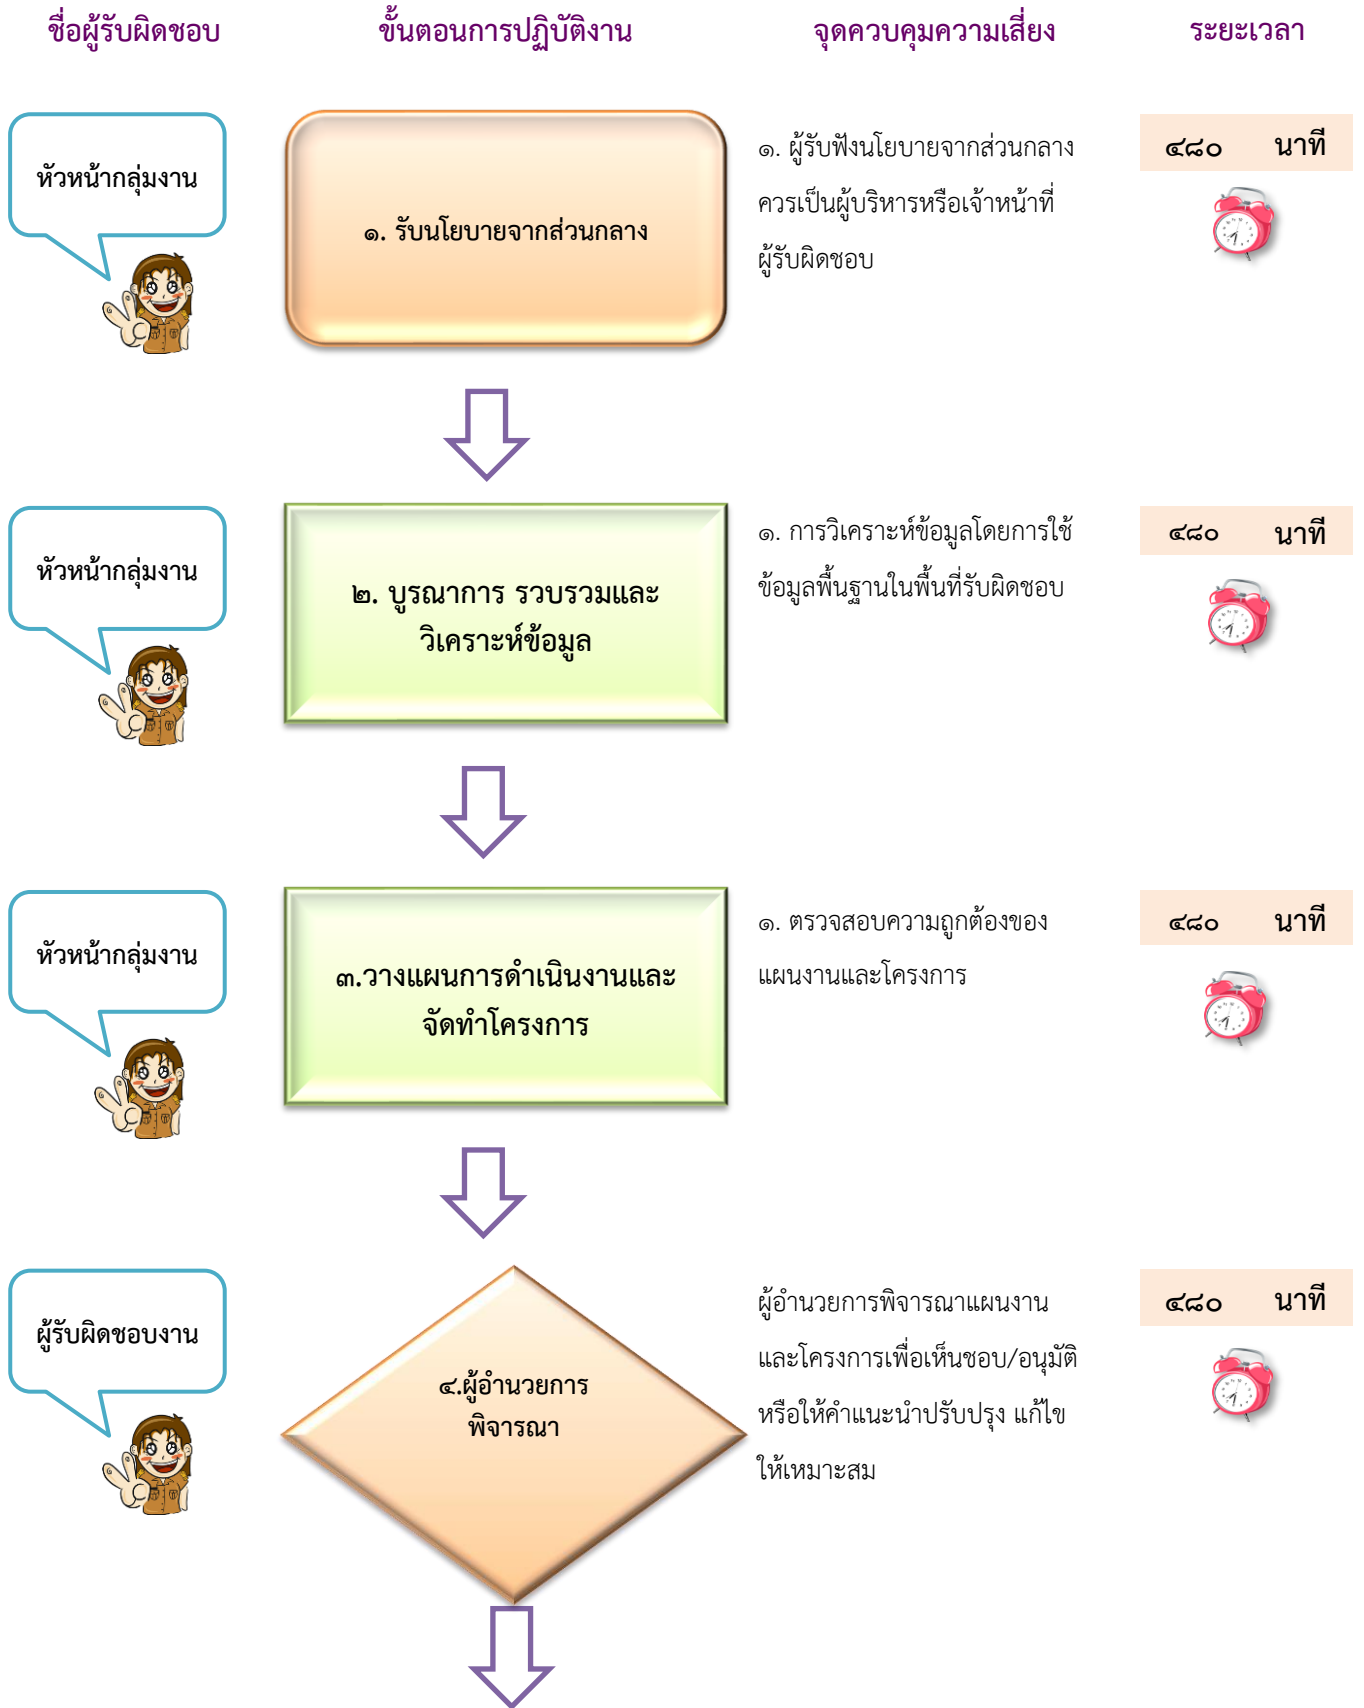 ชื่อผู้รับผิดชอบ ขั้นตอนการปฏิบัติงาน จุดควบคุมความเสี่ยง ระยะเวลา
หัวหน้ากลุ่มงาน
๑. รับนโยบายจากส่วนกลาง
๑. ผู้รับฟังนโยบายจากส่วนกลาง
ควรเป็นผู้บริหารหรือเจ้าหน้าที่
ผู้รับผิดชอบ
๔๘๐ นาที
หัวหน้ากลุ่มงาน
๒. บูรณาการ รวบรวมและ
วิเคราะห์ข้อมูล
๑. การวิเคราะห์ข้อมูลโดยการใช้
ข้อมูลพื้นฐานในพื้นที่รับผิดชอบ
๔๘๐ นาที
หัวหน้ากลุ่มงาน
๓.วางแผนการดำเนินงานและ
จัดทำโครงการ
๑. ตรวจสอบความถูกต้องของ
แผนงานและโครงการ
๔๘๐ นาที
ผู้รับผิดชอบงาน
๔.ผู้อำนวยการ
พิจารณา
ผู้อำนวยการพิจารณาแผนงาน
และโครงการเพื่อเห็นชอบ/อนุมัติ
หรือให้คำแนะนำปรับปรุง แก้ไข
ให้เหมาะสม
๔๘๐ นาที